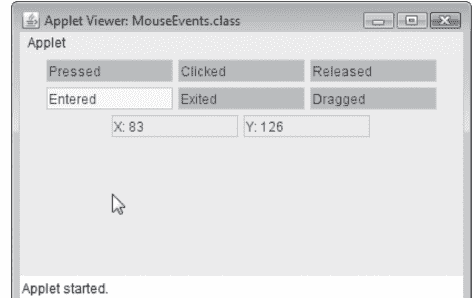 Applet Viewer: MouseEvents.class
Applet
Pressed Clicked Released
Entered Exited Dragged
X: 83 Y: 126
Applet started.